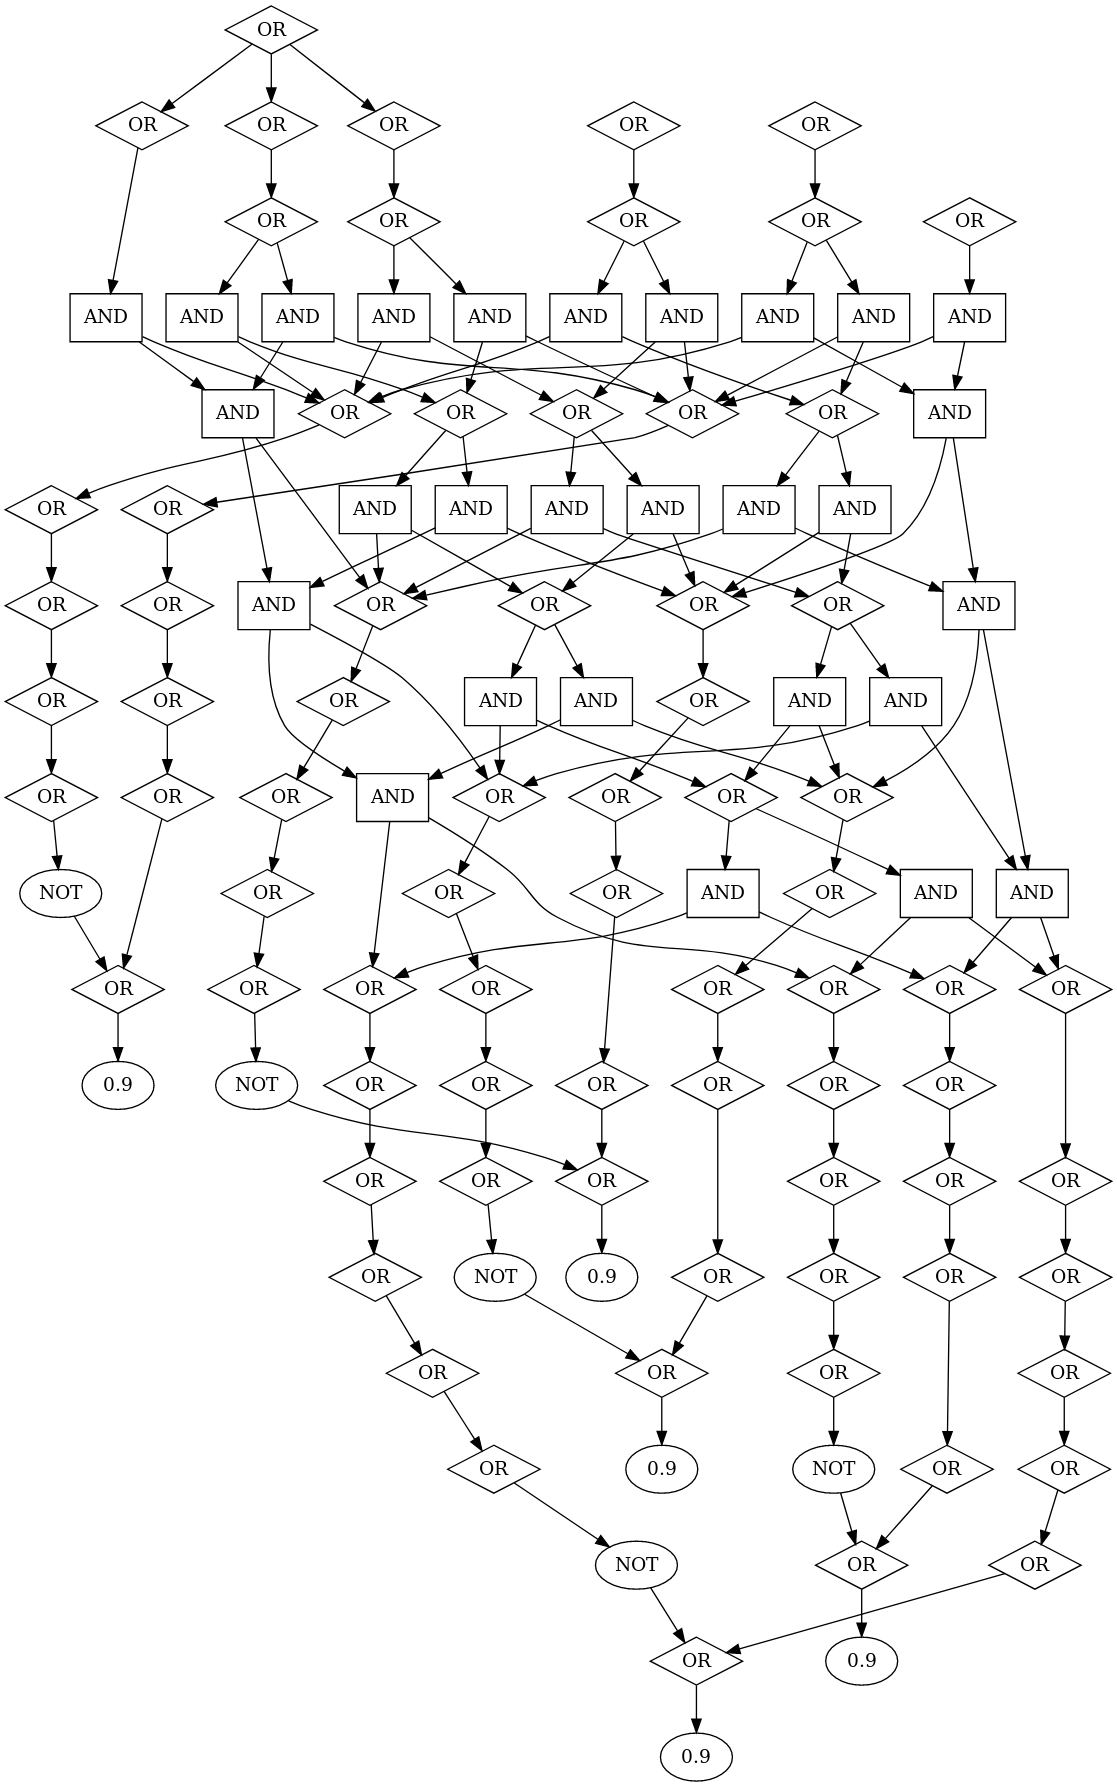 OR
OR OR OR OR OR
OR OR OR OR OR
AND AND AND AND AND AND AND AND AND AND
AND OR OR OR OR OR AND
OR OR AND AND AND AND AND AND
OR OR AND OR OR OR OR AND
OR OR OR AND AND OR AND AND
OR OR OR AND OR OR OR OR
NOT OR OR OR AND OR AND AND
OR OR OR OR OR OR OR OR
0.9 NOT OR OR OR OR OR OR
OR OR OR OR OR OR
OR NOT 0.9 OR OR OR OR
OR OR OR OR
OR 0.9 NOT OR OR
NOT OR OR
OR 0.9
0.9